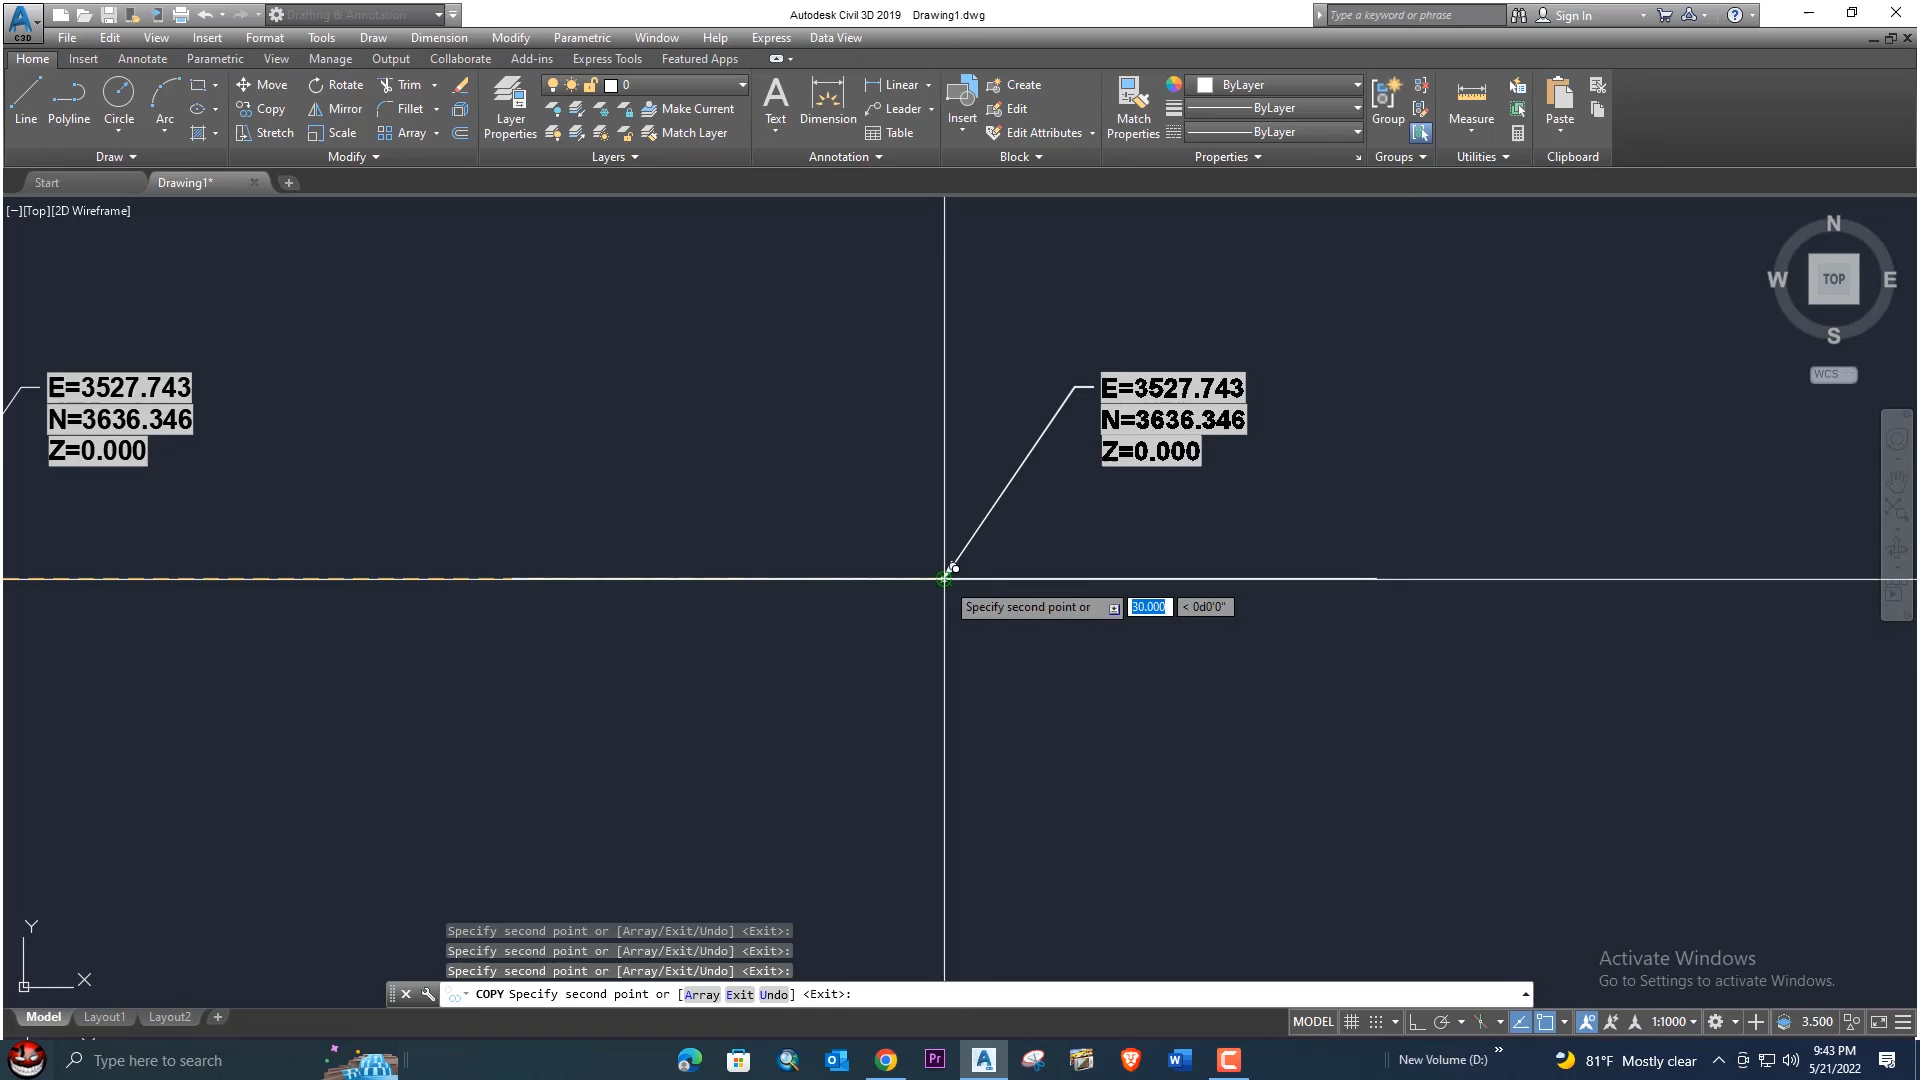 C3D
Drafting & Annotation
Autodesk Civil 3D 2019 Drawing1.dwg
Type a keyword or phrase
Sign In
File Edit View Insert Format Tools Draw Dimension Modify Parametric Window Help Express Data View
Home Insert Annotate Parametric View Manage Output Collaborate Add-ins Express Tools Featured Apps
Line Polyline Circle Arc
Move Rotate Trim
Copy Mirror Fillet
Stretch Scale Array
Layer Properties
0
Make Current
Match Layer
Text Dimension
Linear
Leader
Table
Insert
Create
Edit
Edit Attributes
Match Properties
ByLayer
ByLayer
ByLayer
Group Measure Paste
Draw Modify Layers Annotation Block Properties Groups Utilities Clipboard
Start Drawing1*
[−][Top][2D Wireframe]
N
W TOP E
S
WCS
E=3527.743
N=3636.346
Z=0.000
E=3527.743
N=3636.346
Z=0.000
Specify second point or 30.000 < 0d0'0"
Y
X
Specify second point or [Array/Exit/Undo] <Exit>:
Specify second point or [Array/Exit/Undo] <Exit>:
Specify second point or [Array/Exit/Undo] <Exit>:
COPY Specify second point or [Array Exit Undo] <Exit>:
Activate Windows
Go to Settings to activate Windows.
Model Layout1 Layout2
MODEL 1:1000 3.500
Type here to search
Pr
New Volume (D:)
81°F Mostly clear
9:43 PM
5/21/2022